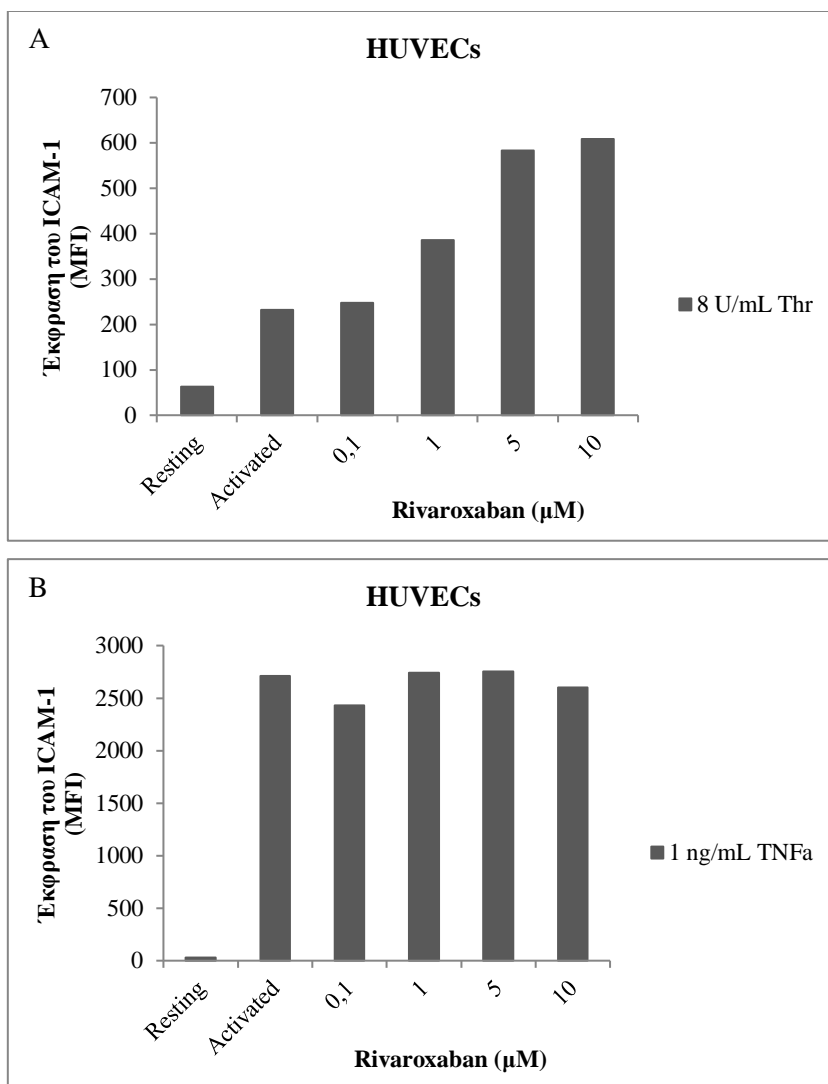 A
HUVECs
Έκφραση του ICAM-1
(MFI)
700
600
500
400
300
200
100
0
Resting
Activated
0,1
1
5
10
Rivaroxaban (μM)
8 U/mL Thr
B
HUVECs
Έκφραση του ICAM-1
(MFI)
3000
2500
2000
1500
1000
500
0
Resting
Activated
0,1
1
5
10
Rivaroxaban (μM)
1 ng/mL TNFa